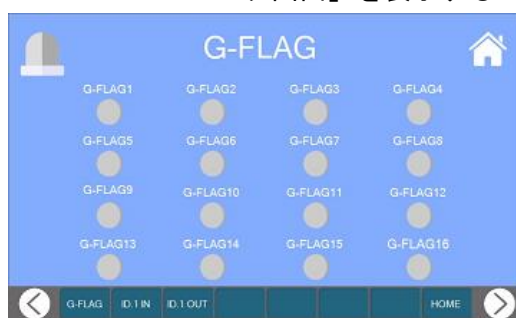 G-FLAG
G-FLAG1 G-FLAG2 G-FLAG3 G-FLAG4
G-FLAG5 G-FLAG6 G-FLAG7 G-FLAG8
G-FLAG9 G-FLAG10 G-FLAG11 G-FLAG12
G-FLAG13 G-FLAG14 G-FLAG15 G-FLAG16
G-FLAG ID.1 IN ID.1 OUT HOME